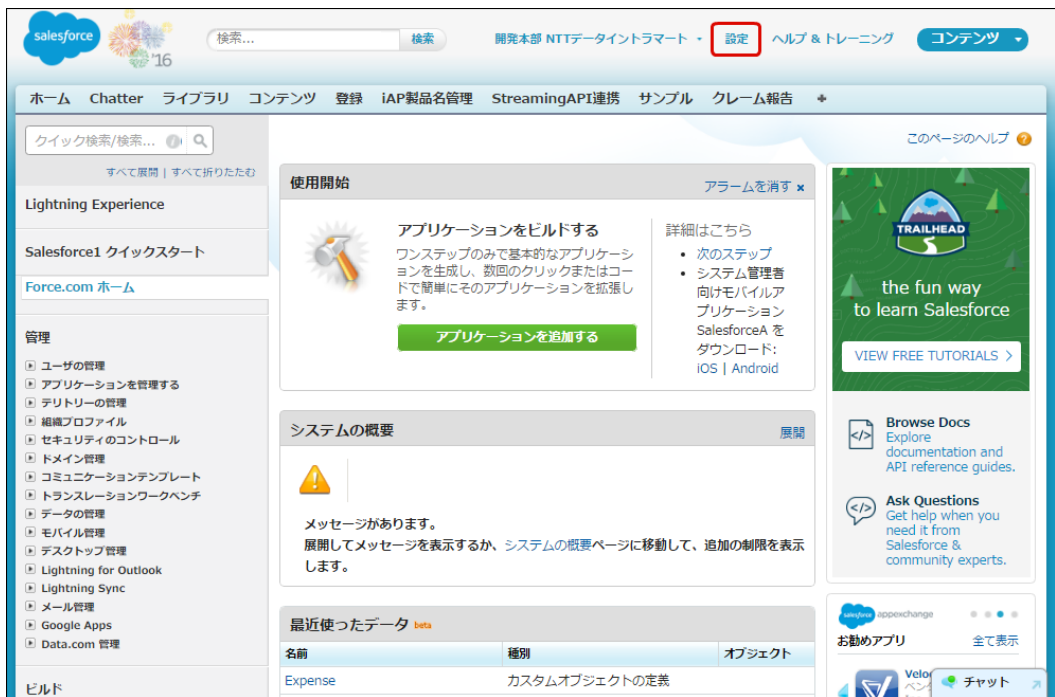 salesforce
'16
検索...
検索
開発本部 NTTデータイントラマート
設定
ヘルプ & トレーニング
コンテンツ
ホーム Chatter ライブラリ コンテンツ 登録 iAP製品名管理 StreamingAPI連携 サンプル クレーム報告 +
クイック検索/検索...
すべて展開 | すべて折りたたむ
Lightning Experience
Salesforce1 クイックスタート
Force.com ホーム
管理
ユーザの管理
アプリケーションを管理する
テリトリーの管理
組織プロファイル
セキュリティのコントロール
ドメイン管理
コミュニケーションテンプレート
トランスレーションワークベンチ
データの管理
モバイル管理
デスクトップ管理
Lightning for Outlook
Lightning Sync
メール管理
Google Apps
Data.com 管理
ビルド
このページのヘルプ
使用開始
アラームを消す ×
アプリケーションをビルドする
ワンステップのみで基本的なアプリケーシ
ョンを生成し、数回のクリックまたはコー
ドで簡単にそのアプリケーションを拡張し
ます。
アプリケーションを追加する
詳細はこちら
• 次のステップ
• システム管理者
向けモバイルア
プリケーション
SalesforceA を
ダウンロード:
iOS | Android
システムの概要
展開
メッセージがあります。
展開してメッセージを表示するか、システムの概要ページに移動して、追加の制限を表示
します。
最近使ったデータ beta
名前 種別 オブジェクト
Expense カスタムオブジェクトの定義
TRAILHEAD
the fun way
to learn Salesforce
VIEW FREE TUTORIALS >
Browse Docs
Explore
documentation and
API reference guides.
Ask Questions
Get help when you
need it from
Salesforce &
community experts.
salesforce appexchange
お勧めアプリ
全て表示
チャット